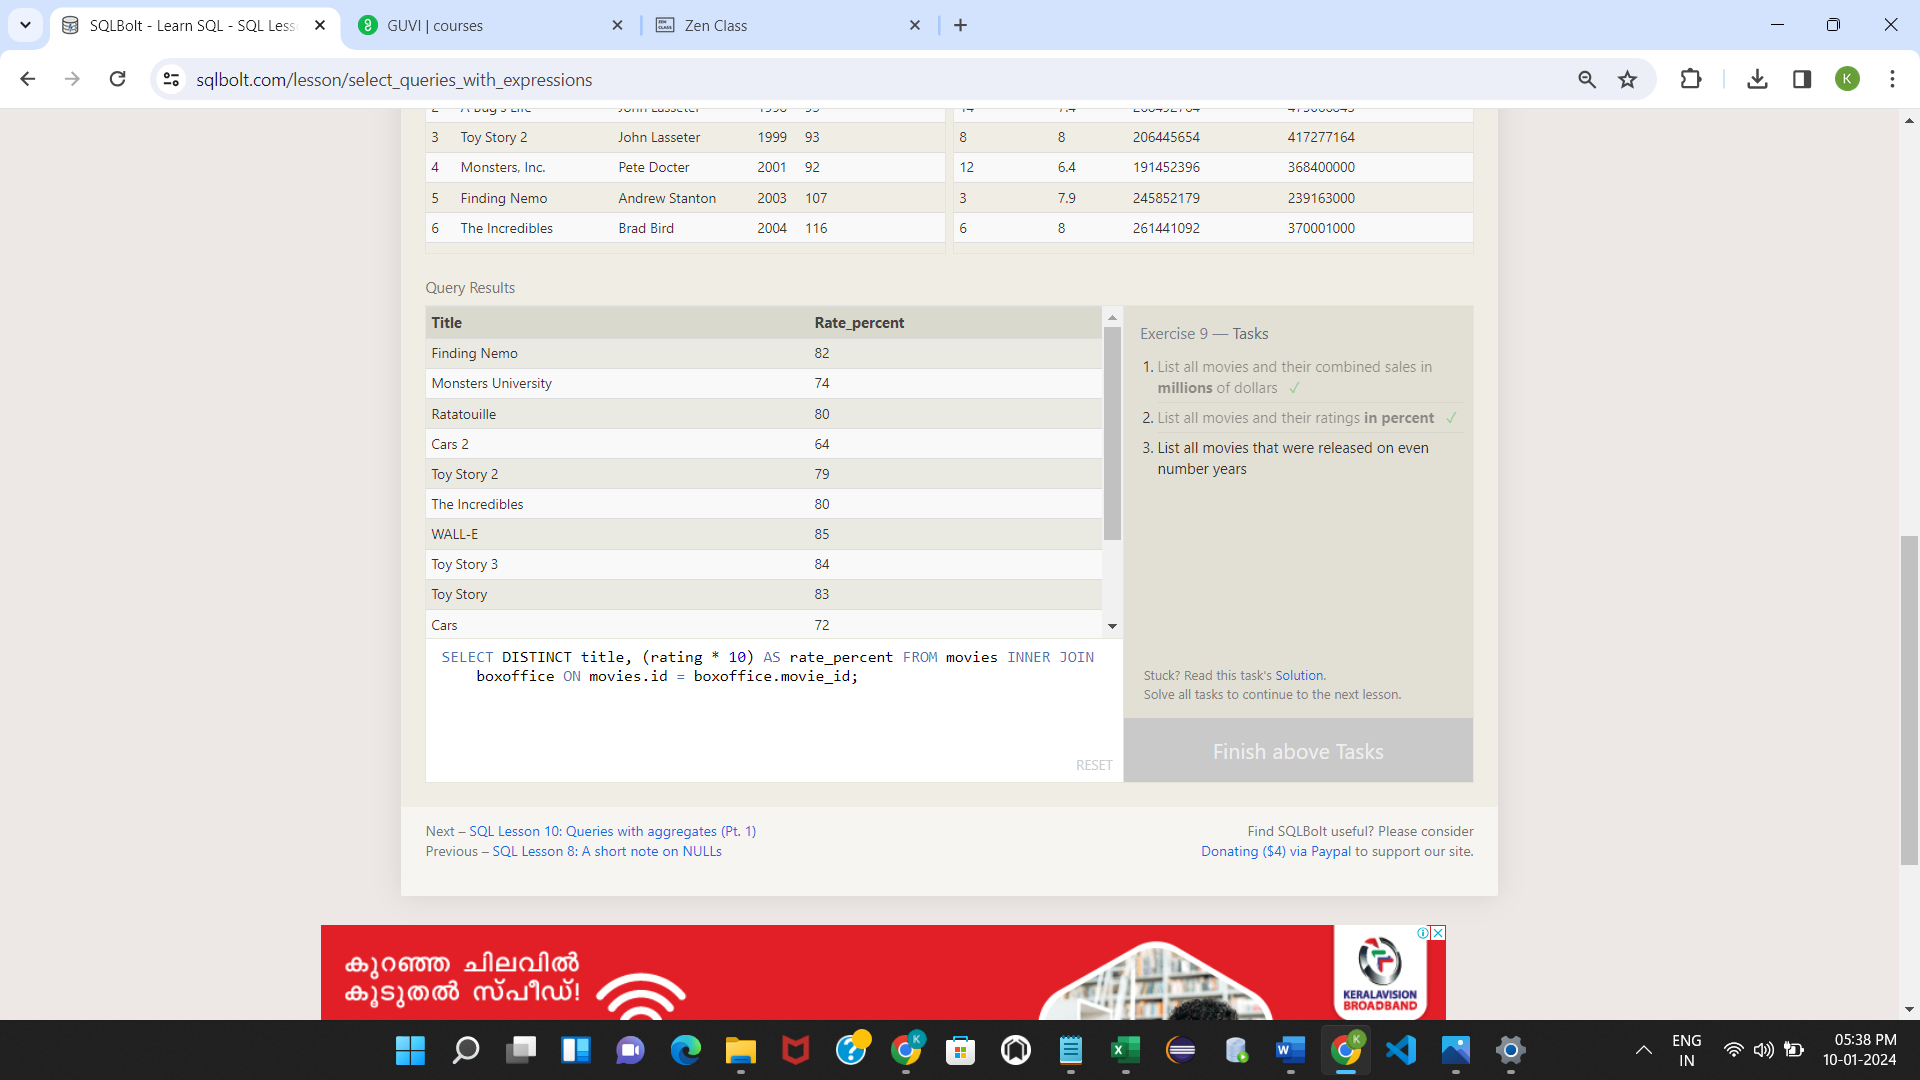 SQLBolt - Learn SQL - SQL Less
GUVI | courses
Zen Class
sqlbolt.com/lesson/select_queries_with_expressions
K
2 A Bug's Life John Lasseter 1998 95 14 7.4 268492764 475066843
3 Toy Story 2 John Lasseter 1999 93 8 8 206445654 417277164
4 Monsters, Inc. Pete Docter 2001 92 12 6.4 191452396 368400000
5 Finding Nemo Andrew Stanton 2003 107 3 7.9 245852179 239163000
6 The Incredibles Brad Bird 2004 116 6 8 261441092 370001000
Query Results
Title Rate_percent
Finding Nemo 82
Monsters University 74
Ratatouille 80
Cars 2 64
Toy Story 2 79
The Incredibles 80
WALL-E 85
Toy Story 3 84
Toy Story 83
Cars 72
SELECT DISTINCT title, (rating * 10) AS rate_percent FROM movies INNER JOIN
boxoffice ON movies.id = boxoffice.movie_id;
RESET
Exercise 9 — Tasks
1. List all movies and their combined sales in
millions of dollars ✓
2. List all movies and their ratings in percent ✓
3. List all movies that were released on even
number years
Stuck? Read this task's Solution.
Solve all tasks to continue to the next lesson.
Finish above Tasks
Next – SQL Lesson 10: Queries with aggregates (Pt. 1)
Previous – SQL Lesson 8: A short note on NULLs
Find SQLBolt useful? Please consider
Donating ($4) via Paypal to support our site.
കുറഞ്ഞ ചിലവിൽ
കൂടുതൽ സ്പീഡ്!
KERALAVISION
BROADBAND
ENG
IN
05:38 PM
10-01-2024